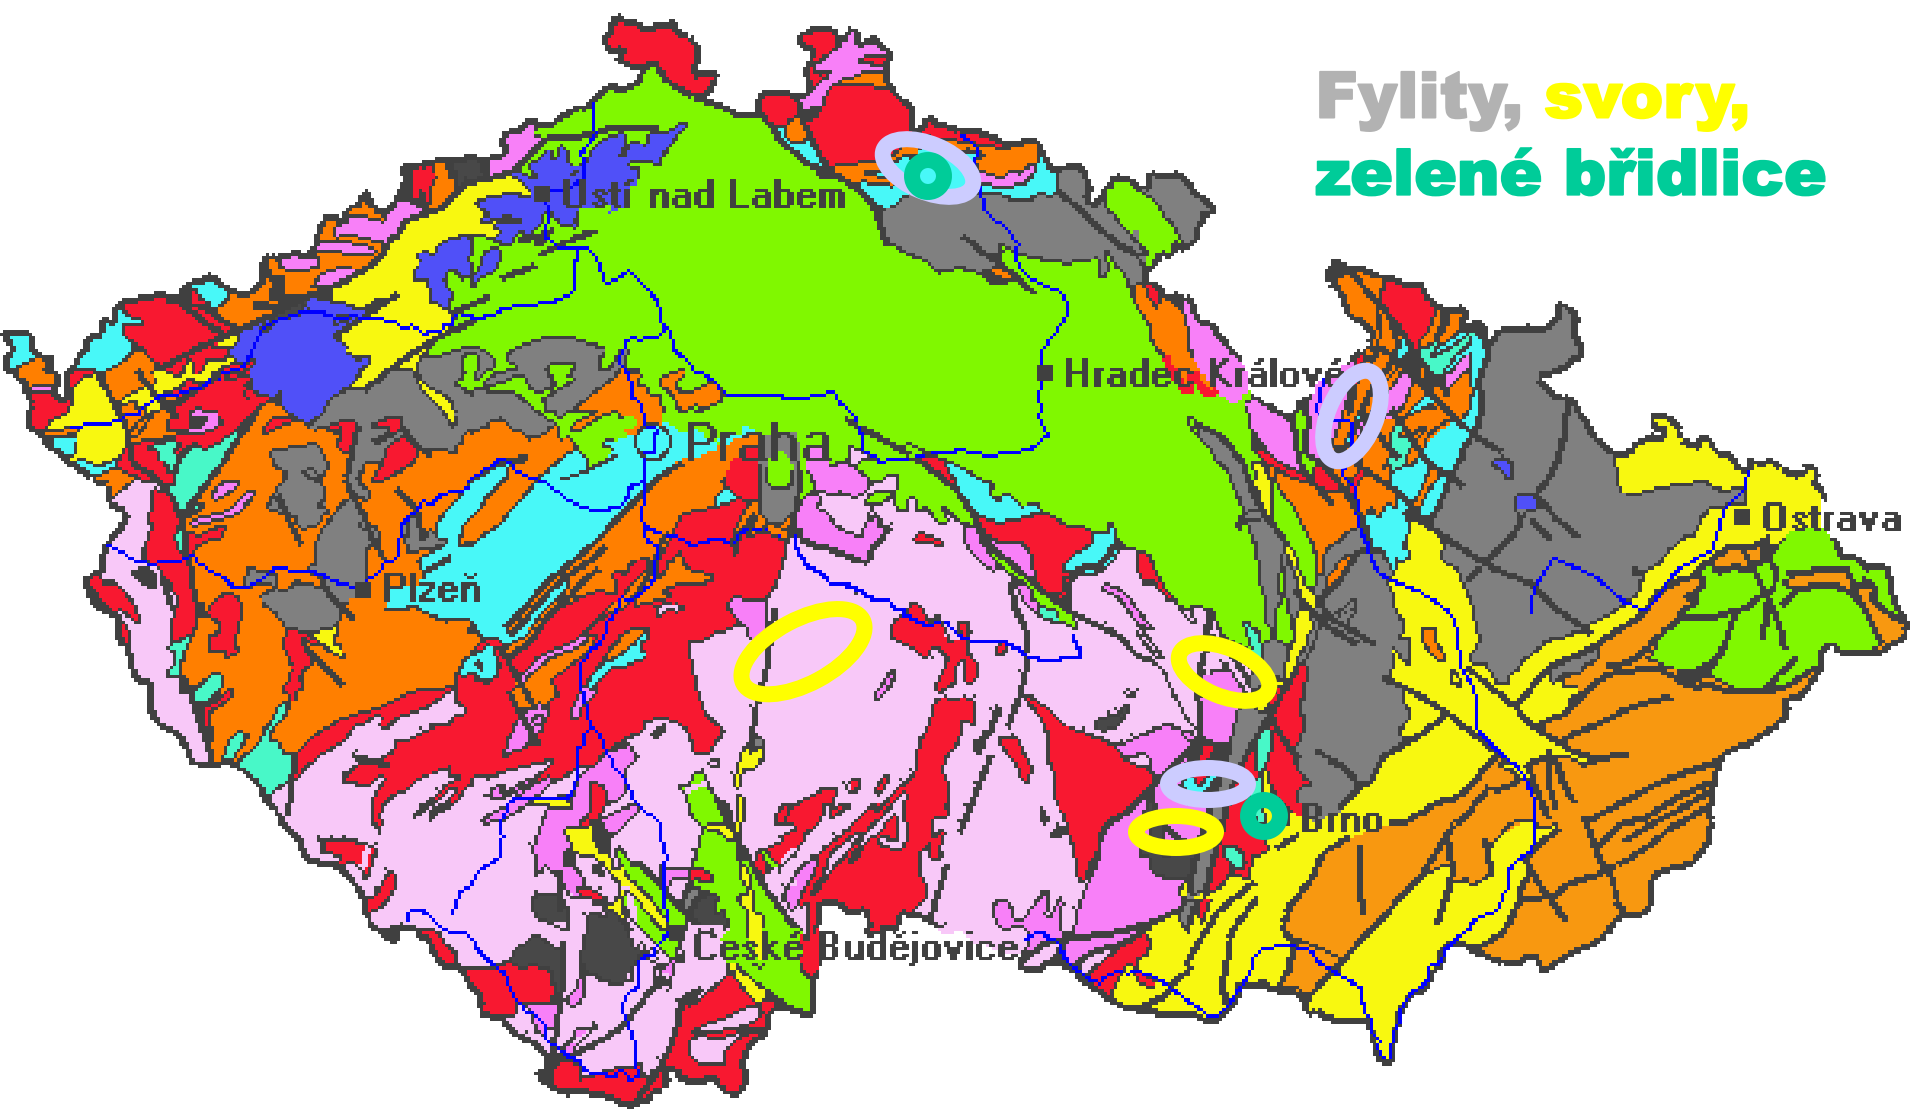 Fylity, svory,
zelené břidlice
Ústí nad Labem
Hradec Králové
Praha
Ostrava
Plzeň
Brno
České Budějovice